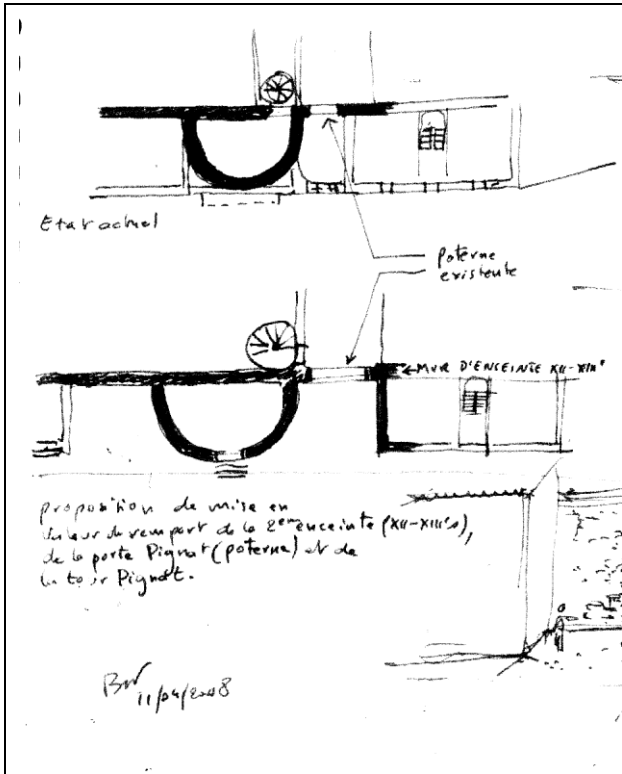 Etat actuel
poterne
existente
←MUR D'ENCEINTE XII-XIIIe
proposition de mise en
valeur du rempart de la 2ème enceinte (XII-XIII's),
de la porte Pignat (poterne) et de
la tour Pignat.
11/04/2008